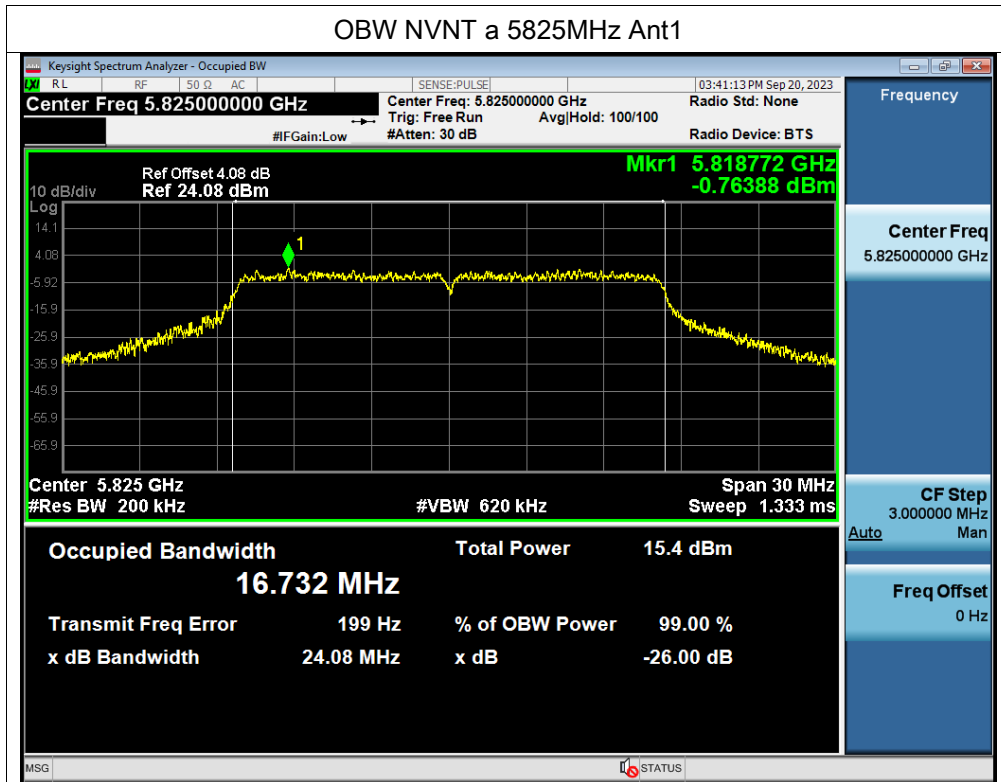 OBW NVNT a 5825MHz Ant1
Keysight Spectrum Analyzer - Occupied BW
LXI RL RF 50 Ω AC SENSE:PULSE 03:41:13 PM Sep 20, 2023
Center Freq 5.825000000 GHz Center Freq: 5.825000000 GHz Radio Std: None
Trig: Free Run Avg|Hold: 100/100
#IFGain:Low #Atten: 30 dB Radio Device: BTS
Frequency
Mkr1 5.818772 GHz
-0.76388 dBm
Ref Offset 4.08 dB
10 dB/div Ref 24.08 dBm
Log
14.1
4.08
-5.92
-15.9
-25.9
-35.9
-45.9
-55.9
-65.9
1
Center 5.825 GHz Span 30 MHz
#Res BW 200 kHz #VBW 620 kHz Sweep 1.333 ms
Center Freq
5.825000000 GHz
CF Step
3.000000 MHz
Auto Man
Freq Offset
0 Hz
Occupied Bandwidth Total Power 15.4 dBm
16.732 MHz
Transmit Freq Error 199 Hz % of OBW Power 99.00 %
x dB Bandwidth 24.08 MHz x dB -26.00 dB
MSG STATUS